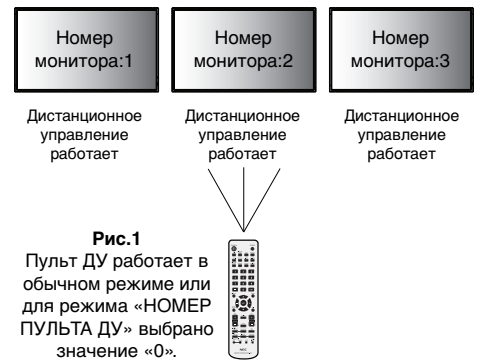 Номер
монитора:1
Номер
монитора:2
Номер
монитора:3
Дистанционное
управление
работает
Дистанционное
управление
работает
Дистанционное
управление
работает
Рис.1
Пульт ДУ работает в
обычном режиме или
для режима «НОМЕР
ПУЛЬТА ДУ» выбрано
значение «0».